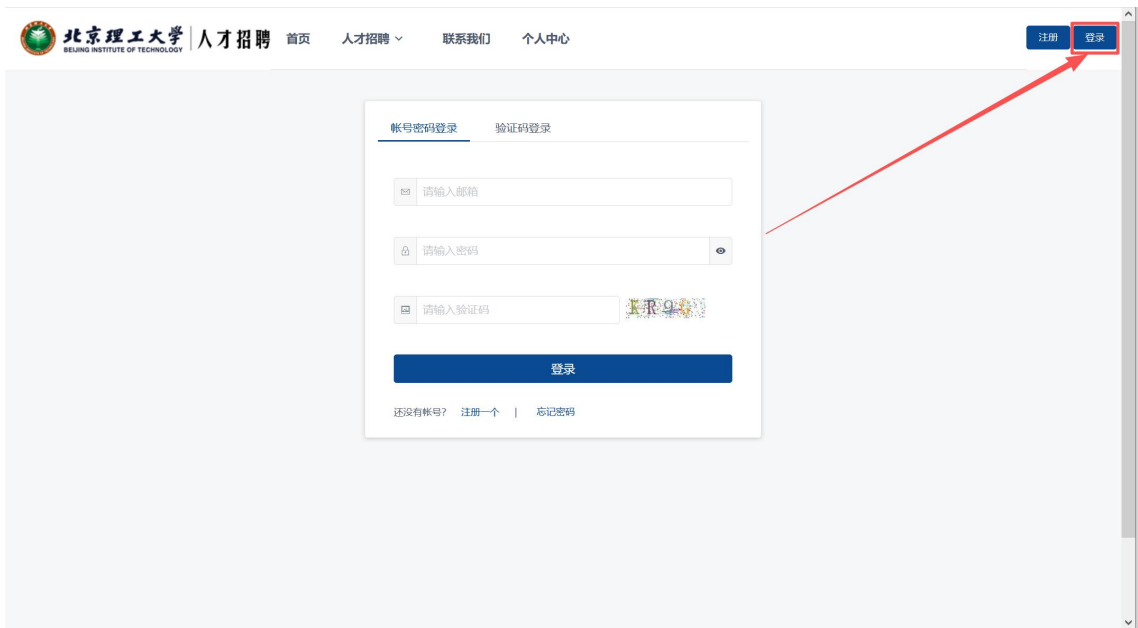 北京理工大学 人才招聘 首页 人才招聘 联系我们 个人中心 注册 登录
BEIJING INSTITUTE OF TECHNOLOGY
帐号密码登录 验证码登录
请输入邮箱
请输入密码
请输入验证码
登录
还没有帐号? 注册一个 | 忘记密码